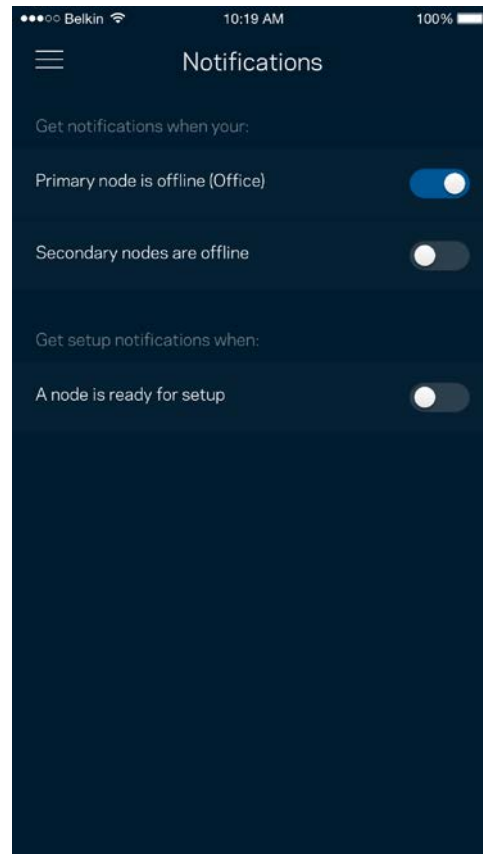 Belkin 10:19 AM 100%
Notifications
Get notifications when your:
Primary node is offline (Office)
Secondary nodes are offline
Get setup notifications when:
A node is ready for setup